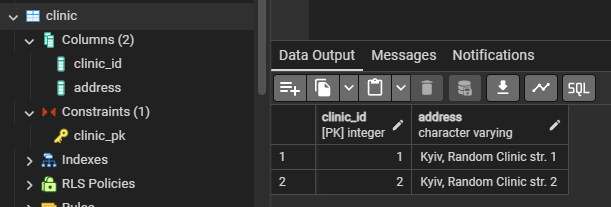 clinic
Columns (2)
clinic_id
address
Constraints (1)
clinic_pk
Indexes
RLS Policies
Rules
Data Output Messages Notifications
SQL
clinic_id address
[PK] integer character varying
1 1 Kyiv, Random Clinic str. 1
2 2 Kyiv, Random Clinic str. 2